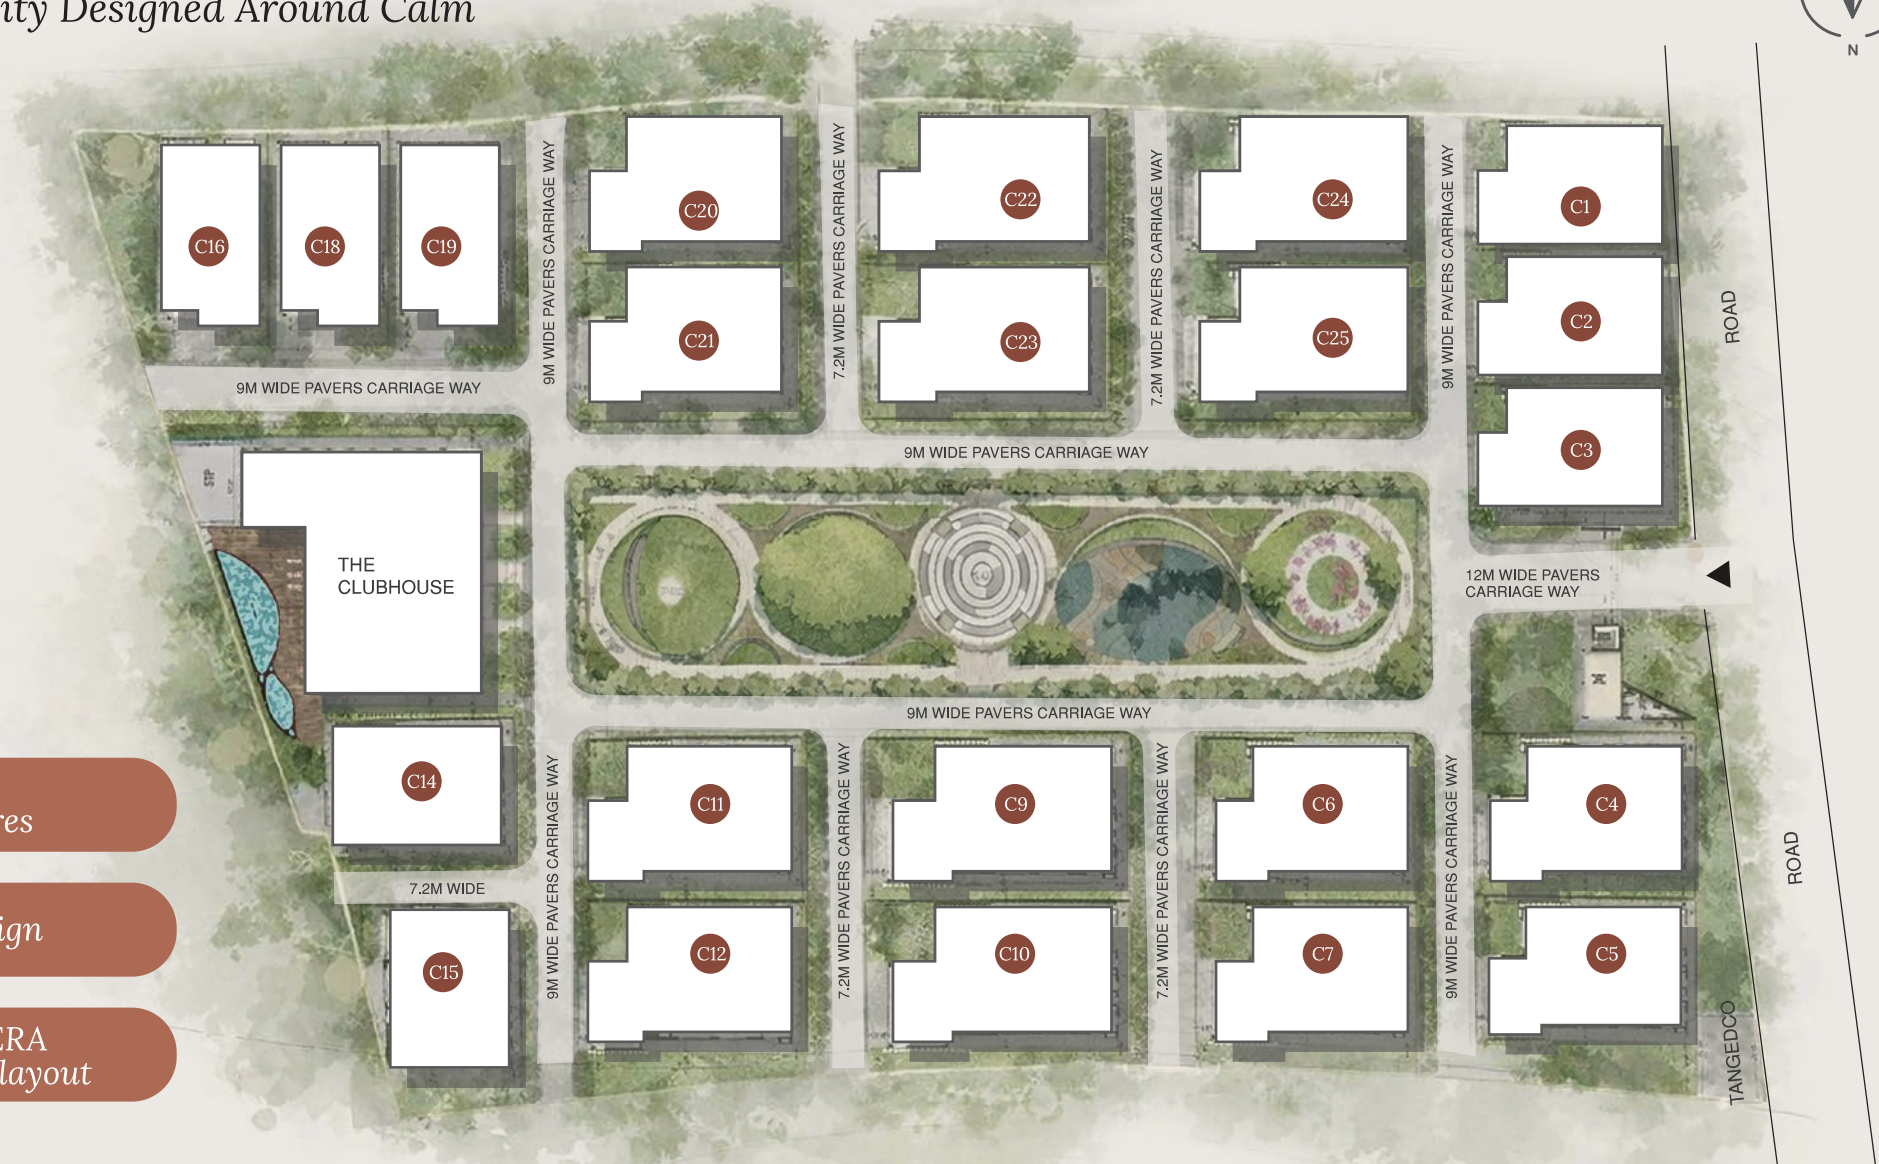 ity Designed Around Calm
N
C16
C18
C19
C20
C22
C24
C1
C21
C23
C25
C2
C3
9M WIDE PAVERS CARRIAGE WAY
7.2M WIDE PAVERS CARRIAGE WAY
7.2M WIDE PAVERS CARRIAGE WAY
9M WIDE PAVERS CARRIAGE WAY
ROAD
9M WIDE PAVERS CARRIAGE WAY
9M WIDE PAVERS CARRIAGE WAY
THE
CLUBHOUSE
12M WIDE PAVERS
CARRIAGE WAY
9M WIDE PAVERS CARRIAGE WAY
C14
C11
C9
C6
C4
res
7.2M WIDE
9M WIDE PAVERS CARRIAGE WAY
7.2M WIDE PAVERS CARRIAGE WAY
7.2M WIDE PAVERS CARRIAGE WAY
9M WIDE PAVERS CARRIAGE WAY
ROAD
ign
C15
C12
C10
C7
C5
ERA
layout
TANGEDCO